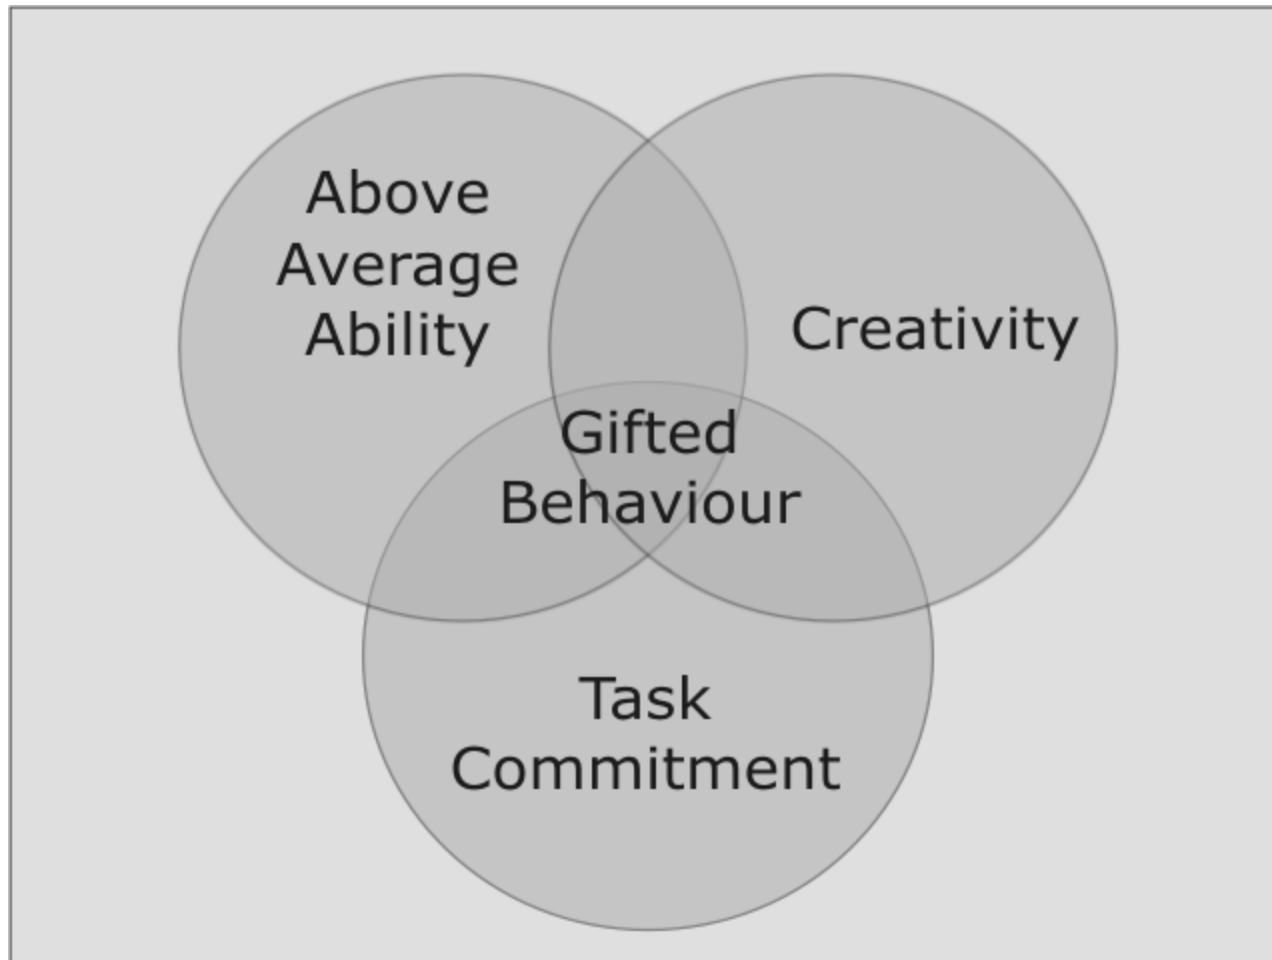 Above
Average
Ability
Creativity
Gifted
Behaviour
Task
Commitment